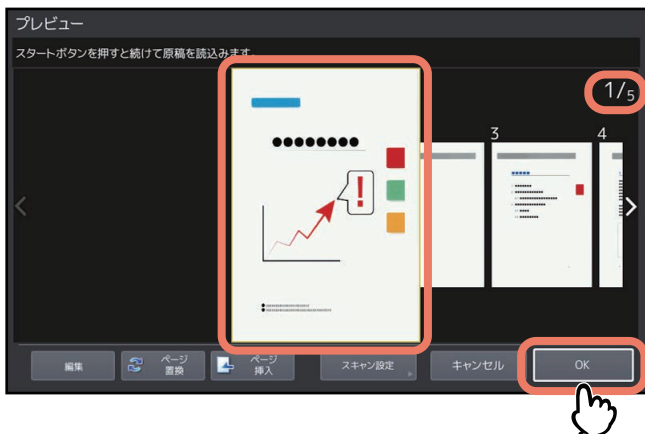 プレビュー
スタートボタンを押すと続けて原稿を読込みます。
1/5
3
4
!
編集
ページ
置換
ページ
挿入
スキャン設定
キャンセル
OK